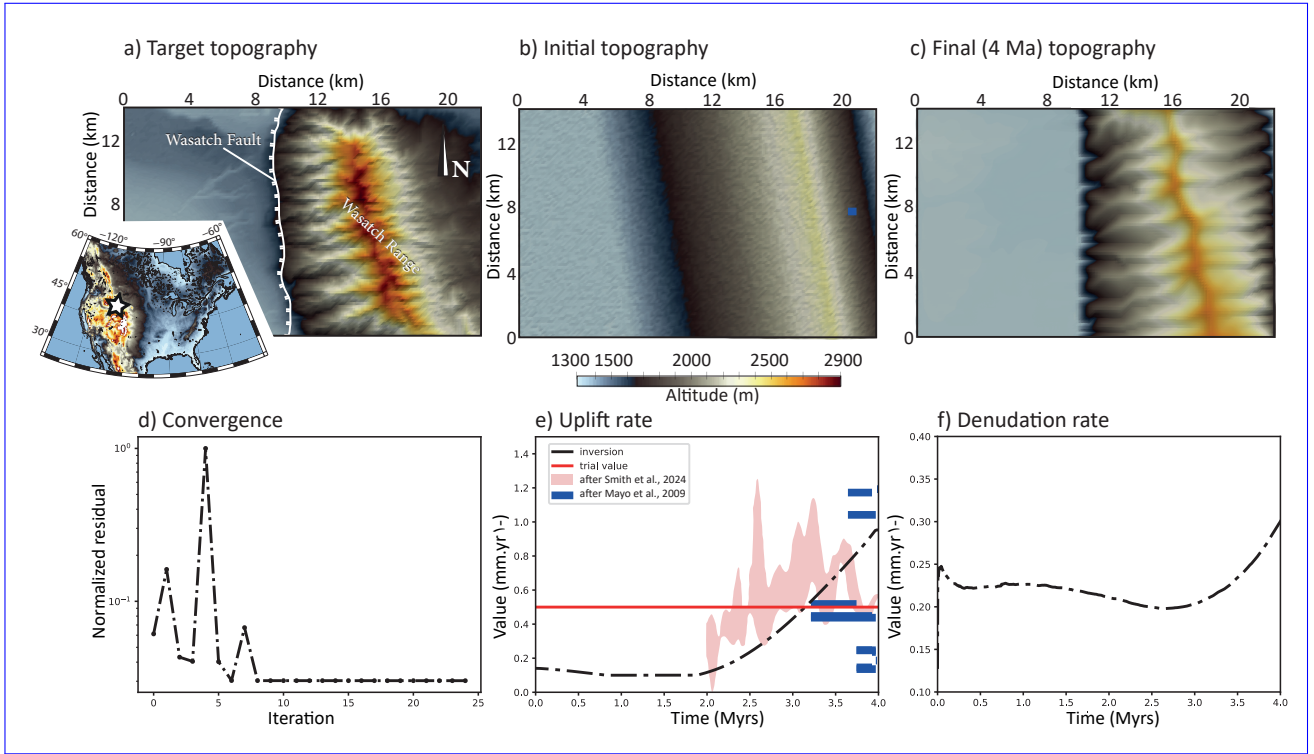 a) Target topography
b) Initial topography
c) Final (4 Ma) topography
Distance (km)
0 4 8 12 16 20
Distance (km)
0 4 8 12 16 20
Distance (km)
0 4 8 12 16 20
Distance (km)
12
8
Wasatch Fault
Wasatch Range
N
60° −120° −90° −60°
45°
30°
Distance (km)
12
8
4
0
Distance (km)
12
8
4
0
1300 1500 2000 2500 2900
Altitude (m)
d) Convergence
Normalized residual
10⁰
10⁻¹
0 5 10 15 20 25
Iteration
e) Uplift rate
Value (mm.yr\-)
1.4
1.2
1.0
0.8
0.6
0.4
0.2
0.0
inversion
trial value
after Smith et al., 2024
after Mayo et al., 2009
0.0 0.5 1.0 1.5 2.0 2.5 3.0 3.5 4.0
Time (Myrs)
f) Denudation rate
Value (mm.yr\-)
0.40
0.35
0.30
0.25
0.20
0.15
0.10
0.0 0.5 1.0 1.5 2.0 2.5 3.0 3.5 4.0
Time (Myrs)